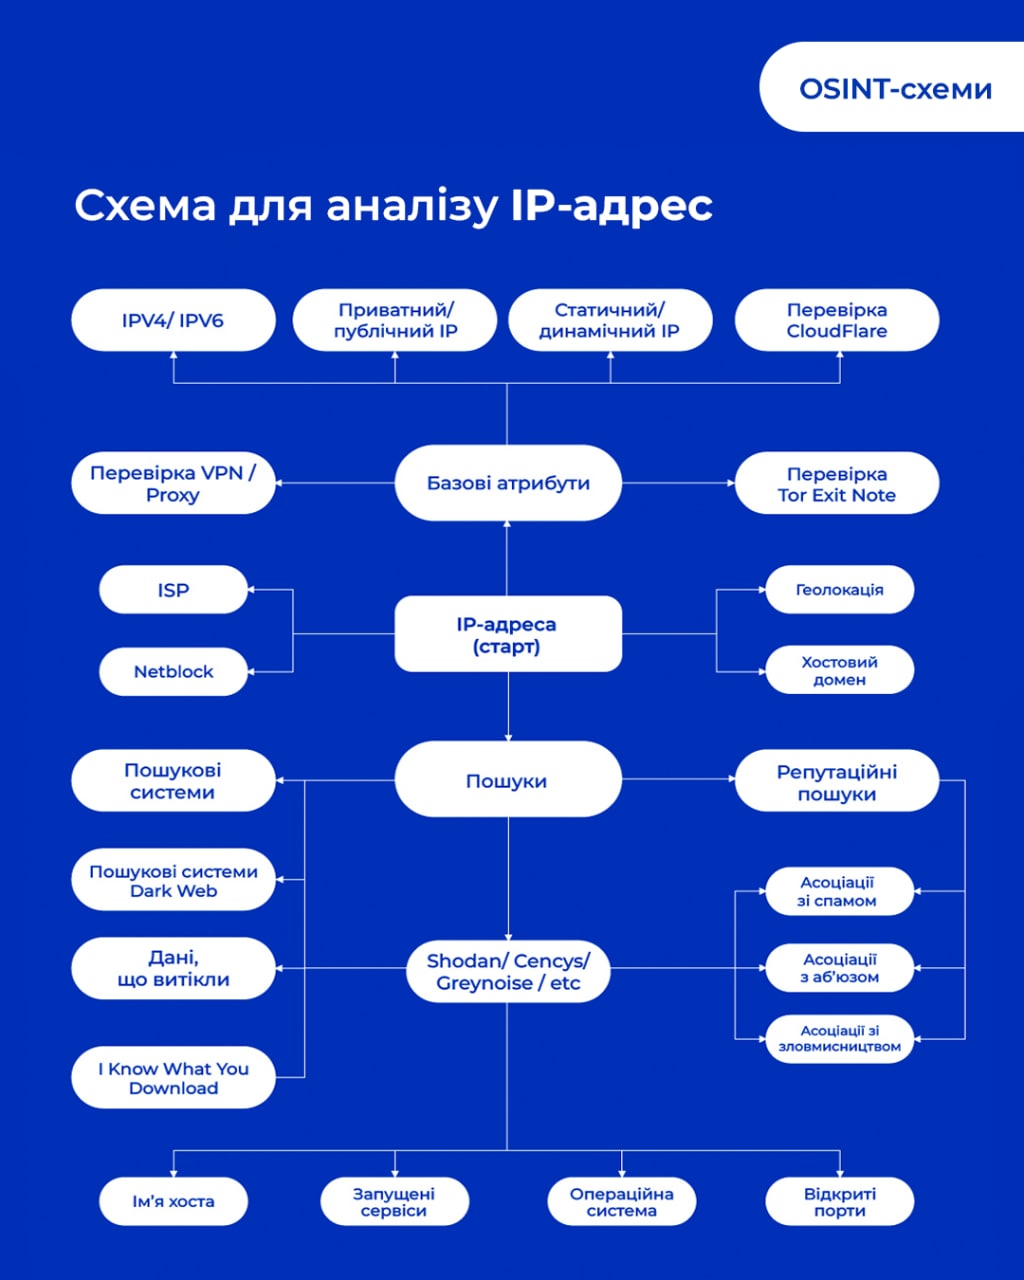 OSINT-схеми
Схема для аналізу IP-адрес
IPV4/ IPV6
Приватний/
публічний IP
Статичний/
динамічний IP
Перевірка
CloudFlare
Перевірка VPN /
Proxy
Базові атрибути
Перевірка
Tor Exit Note
ISP
Netblock
IP-адреса
(старт)
Геолокація
Хостовий
домен
Пошукові
системи
Пошуки
Репутаційні
пошуки
Пошукові системи
Dark Web
Асоціації
зі спамом
Дані,
що витікли
Shodan/ Cencys/
Greynoise / etc
Асоціації
з аб’юзом
Асоціації зі
зловмисництвом
I Know What You
Download
Ім’я хоста
Запущені
сервіси
Операційна
система
Відкриті
порти